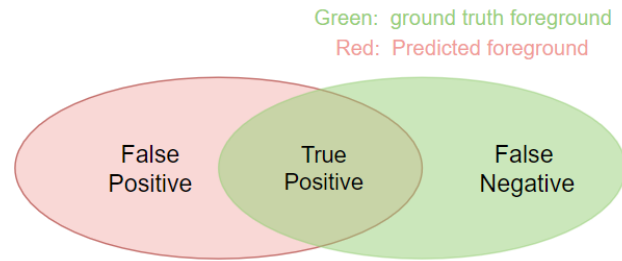 Green: ground truth foreground
Red: Predicted foreground
False
Positive
True
Positive
False
Negative